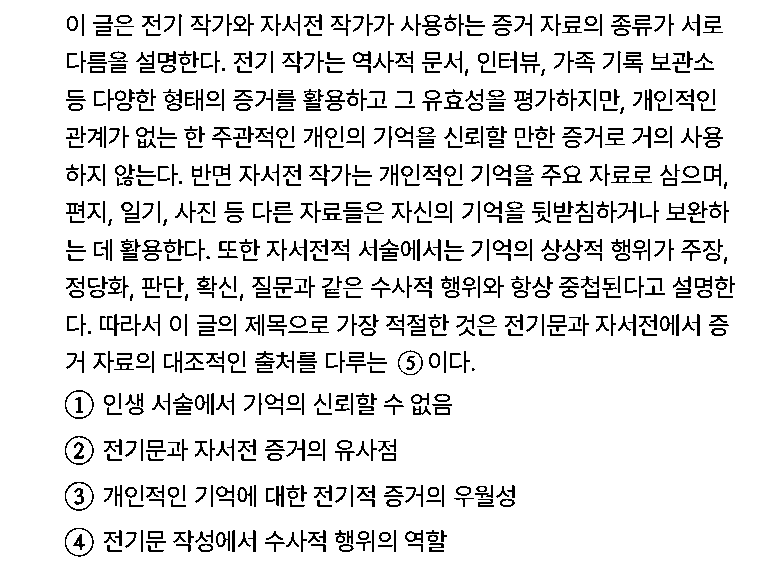 이 글은 전기 작가와 자서전 작가가 사용하는 증거 자료의 종류가 서로
다름을 설명한다. 전기 작가는 역사적 문서, 인터뷰, 가족 기록 보관소
등 다양한 형태의 증거를 활용하고 그 유효성을 평가하지만, 개인적인
관계가 없는 한 주관적인 개인의 기억을 신뢰할 만한 증거로 거의 사용
하지 않는다. 반면 자서전 작가는 개인적인 기억을 주요 자료로 삼으며,
편지, 일기, 사진 등 다른 자료들은 자신의 기억을 뒷받침하거나 보완하
는 데 활용한다. 또한 자서전적 서술에서는 기억의 상상적 행위가 주장,
정당화, 판단, 확신, 질문과 같은 수사적 행위와 항상 중첩된다고 설명한
다. 따라서 이 글의 제목으로 가장 적절한 것은 전기문과 자서전에서 증
거 자료의 대조적인 출처를 다루는 ⑤이다.
① 인생 서술에서 기억의 신뢰할 수 없음
② 전기문과 자서전 증거의 유사점
③ 개인적인 기억에 대한 전기적 증거의 우월성
④ 전기문 작성에서 수사적 행위의 역할